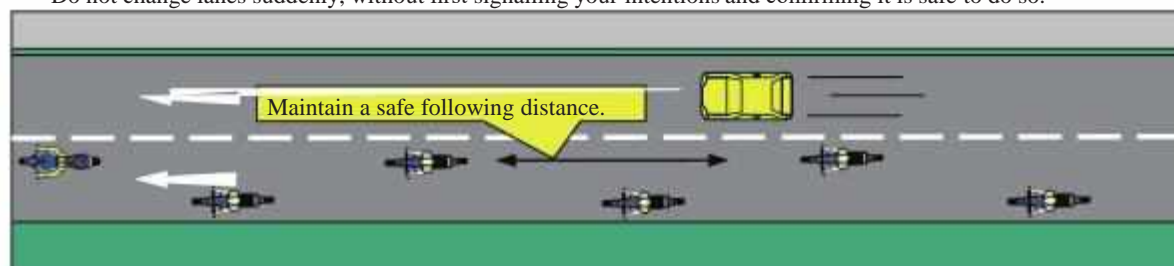 Do not change lanes suddenly, without first signalling your intentions and confirming it is safe to do so.
Maintain a safe following distance.